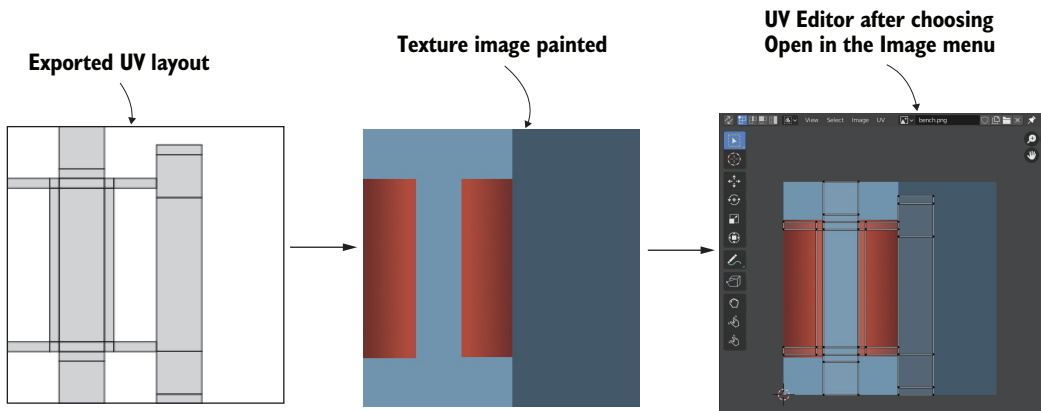 Exported UV layout
Texture image painted
UV Editor after choosing
Open in the Image menu
View Select Image UV
bench.png